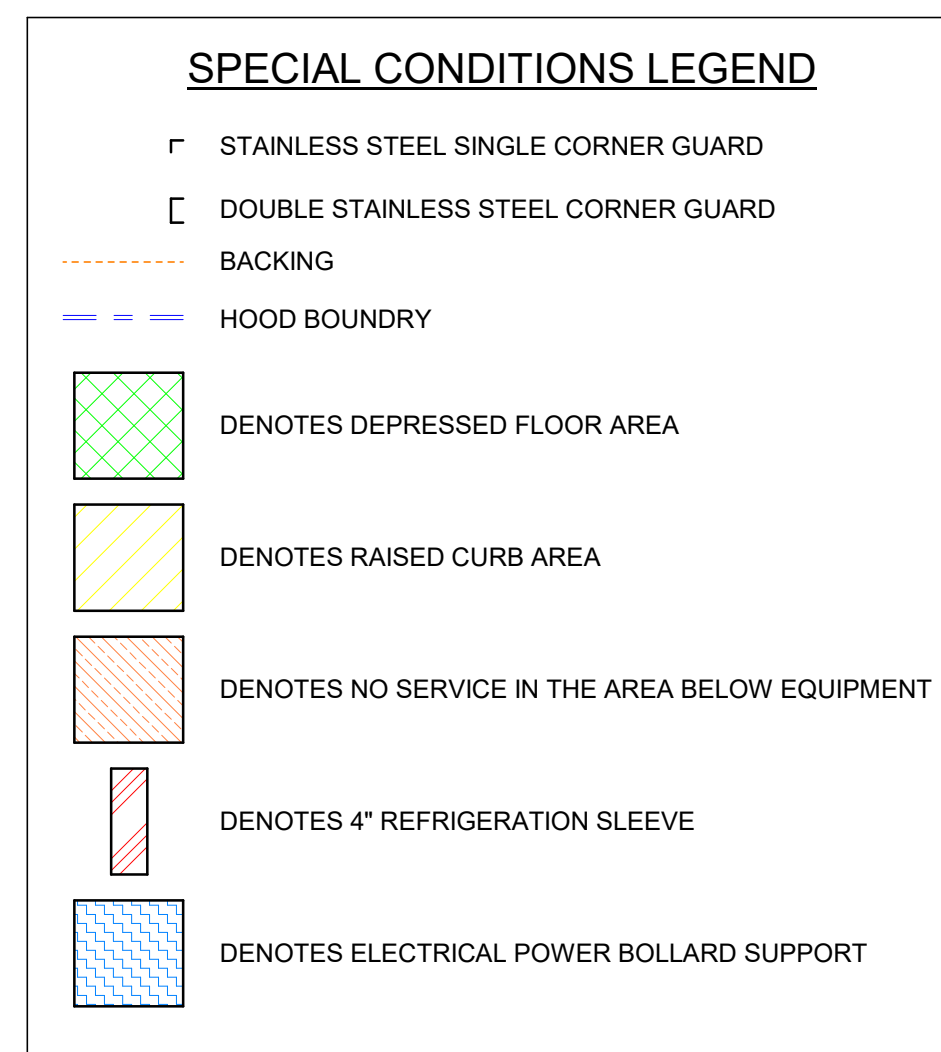 SPECIAL CONDITIONS LEGEND
STAINLESS STEEL SINGLE CORNER GUARD
DOUBLE STAINLESS STEEL CORNER GUARD
BACKING
HOOD BOUNDRY
DENOTES DEPRESSED FLOOR AREA
DENOTES RAISED CURB AREA
DENOTES NO SERVICE IN THE AREA BELOW EQUIPMENT
DENOTES 4" REFRIGERATION SLEEVE
DENOTES ELECTRICAL POWER BOLLARD SUPPORT